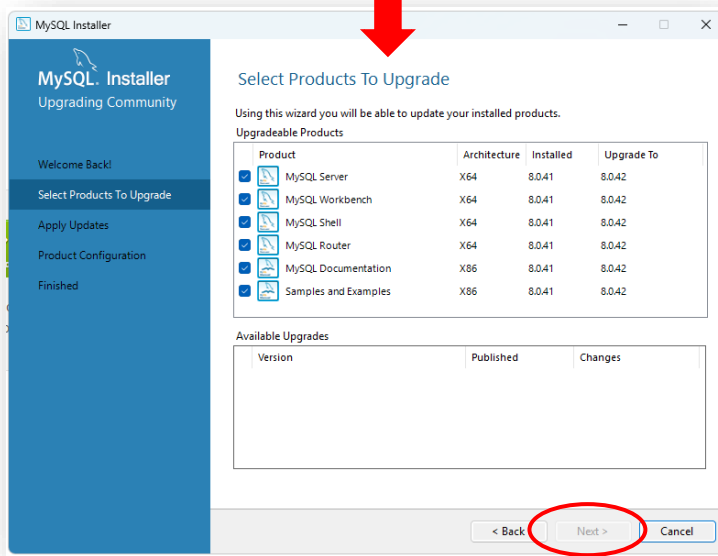 MySQL Installer
MySQL. Installer
Upgrading Community
Welcome Back!
Select Products To Upgrade
Apply Updates
Product Configuration
Finished
Select Products To Upgrade
Using this wizard you will be able to update your installed products.
Upgradeable Products
Product Architecture Installed Upgrade To
MySQL Server X64 8.0.41 8.0.42
MySQL Workbench X64 8.0.41 8.0.42
MySQL Shell X64 8.0.41 8.0.42
MySQL Router X64 8.0.41 8.0.42
MySQL Documentation X86 8.0.41 8.0.42
Samples and Examples X86 8.0.41 8.0.42
Available Upgrades
Version Published Changes
< Back Next > Cancel